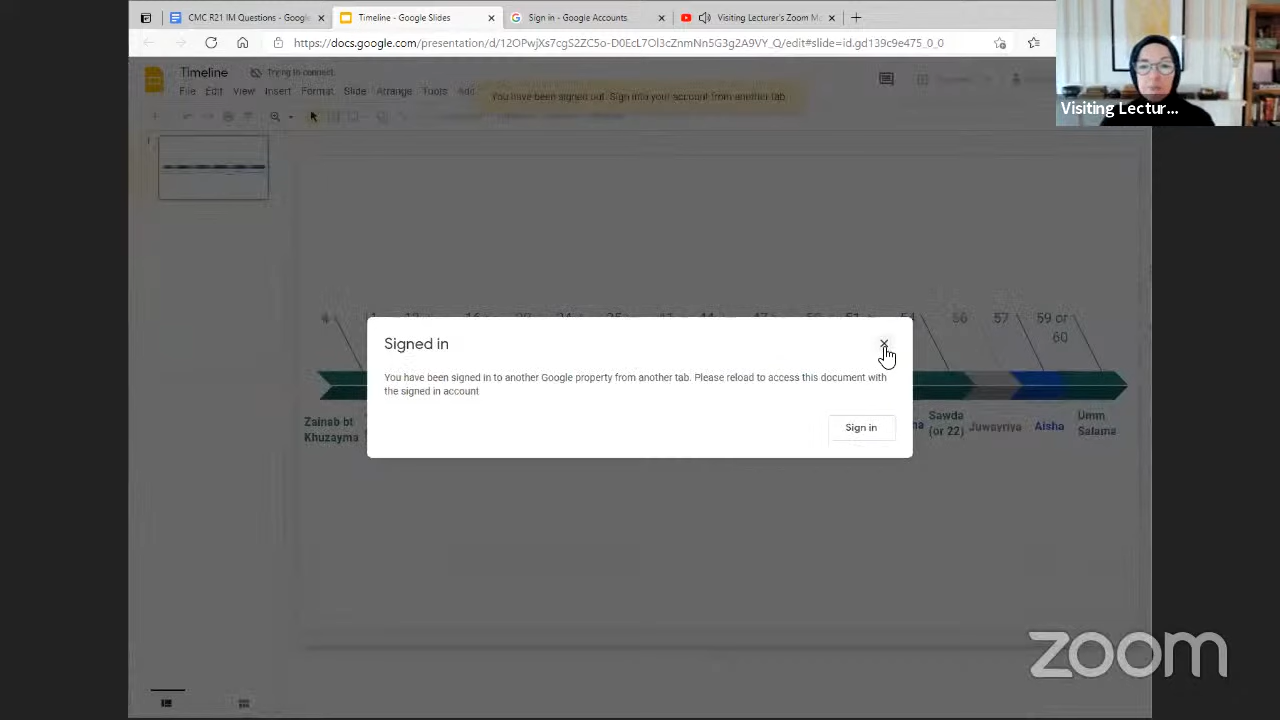 CMC R21 IM Questions - Google
Timeline - Google Slides
Sign in - Google Accounts
Visiting Lecturer's Zoom M
https://docs.google.com/presentation/d/12OPwjXs7cgS2ZC5o-D0EcL7Ol3cZnmNn5G3g2A9VY_Q/edit#slide=id.gd139c9e475_0_0
Timeline
Trying to connect
File Edit View Insert Format Slide Arrange Tools Add
You have been signed out. Sign into your account from another tab
Visiting Lectur...
1
56 57 59 or
60
Signed in
You have been signed in to another Google property from another tab. Please reload to access this document with
the signed in account
Sign in
Zainab bt
Khuzayma
Sawda
(or 22)
Juwayriya
Aisha
Umm
Salama
zoom